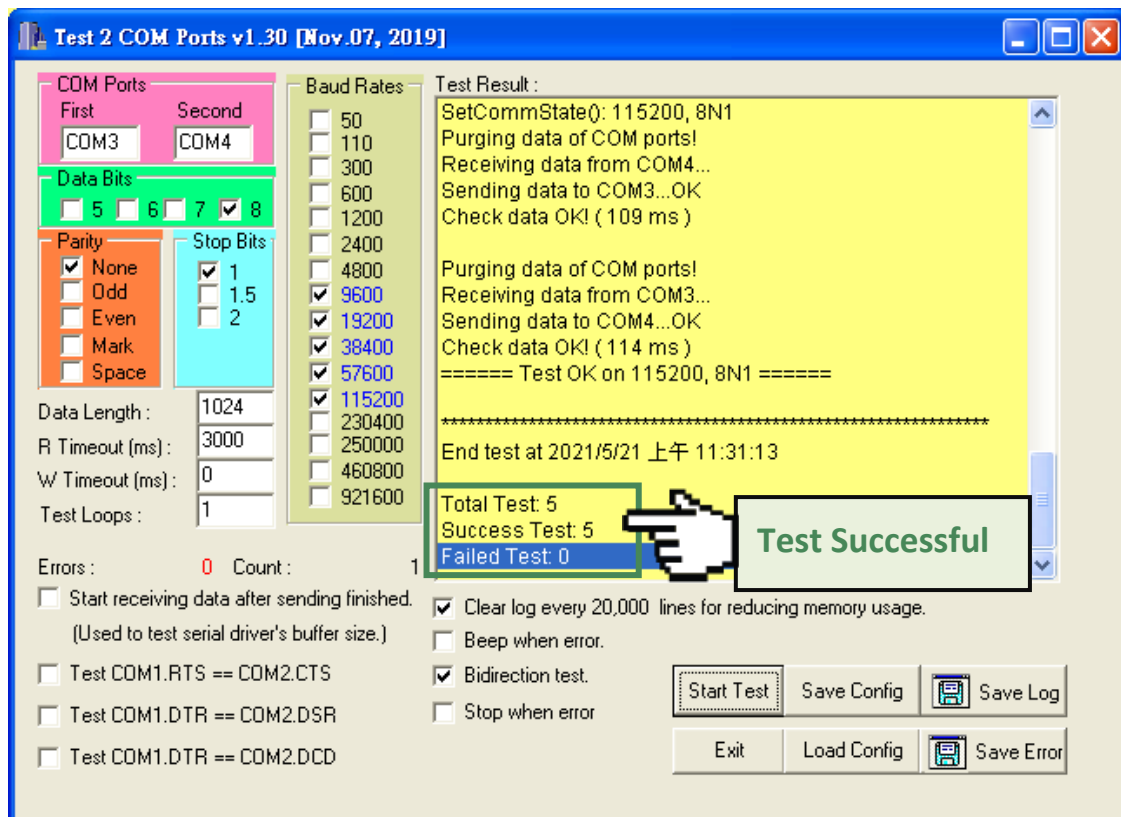 Test 2 COM Ports v1.30 [Nov.07, 2019]
COM Ports
First Second
COM3 COM4
Data Bits
5 6 7 8
Parity
None
Odd
Even
Mark
Space
Stop Bits
1
1.5
2
Data Length : 1024
R Timeout (ms) : 3000
W Timeout (ms) : 0
Test Loops : 1
Baud Rates
50
110
300
600
1200
2400
4800
9600
19200
38400
57600
115200
230400
250000
460800
921600
Errors : 0 Count : 1
Start receiving data after sending finished.
(Used to test serial driver's buffer size.)
Test COM1.RTS == COM2.CTS
Test COM1.DTR == COM2.DSR
Test COM1.DTR == COM2.DCD
Test Result :
SetCommState(): 115200, 8N1
Purging data of COM ports!
Receiving data from COM4...
Sending data to COM3...OK
Check data OK! ( 109 ms )
Purging data of COM ports!
Receiving data from COM3...
Sending data to COM4...OK
Check data OK! ( 114 ms )
====== Test OK on 115200, 8N1 ======
************************************************************************
End test at 2021/5/21 上午 11:31:13
Total Test: 5
Success Test: 5
Failed Test: 0
Test Successful
Clear log every 20,000 lines for reducing memory usage.
Beep when error.
Bidirection test.
Stop when error
Start Test Save Config Save Log
Exit Load Config Save Error